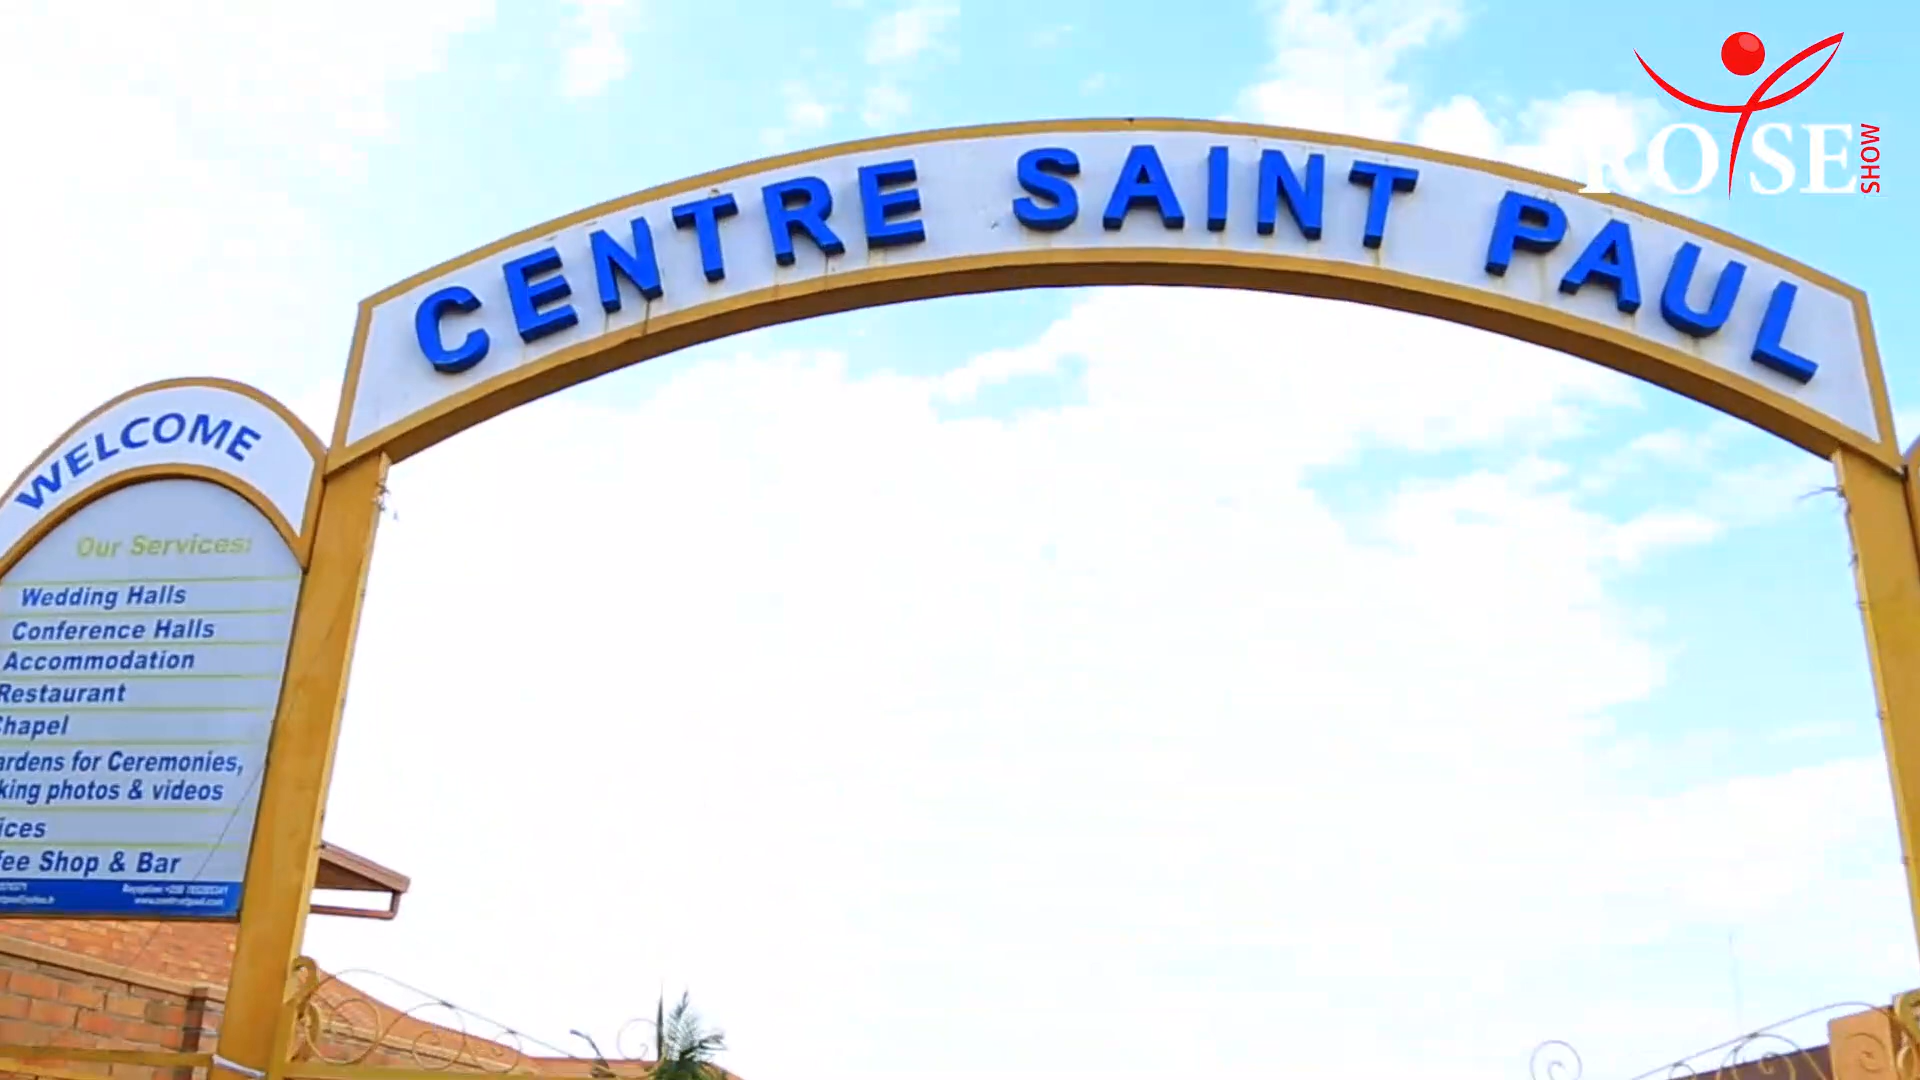 ROSE
SHOW
CENTRE SAINT PAUL
WELCOME
Our Services:
Wedding Halls
Conference Halls
Accommodation
Restaurant
Chapel
ardens for Ceremonies,
king photos & videos
ices
fee Shop & Bar